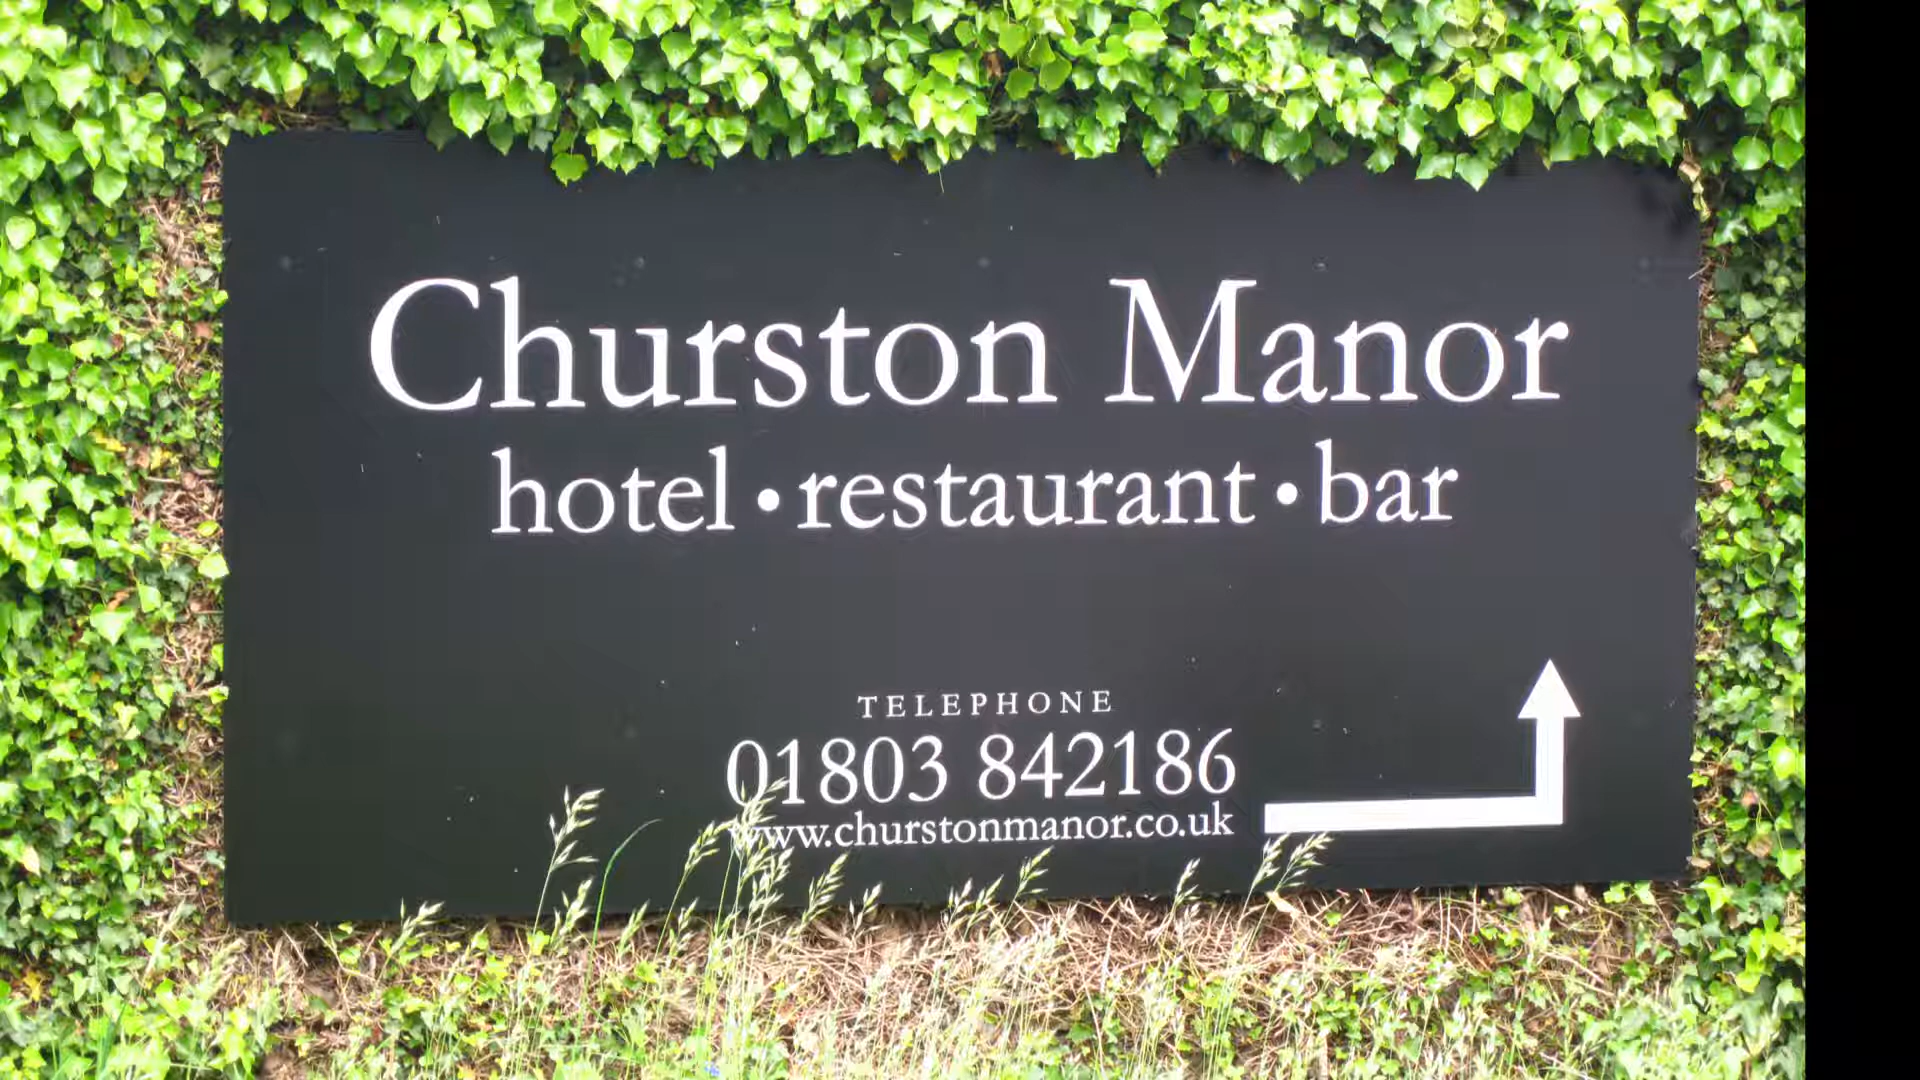 Churston Manor
hotel • restaurant • bar
TELEPHONE
01803 842186
www.churstonmanor.co.uk